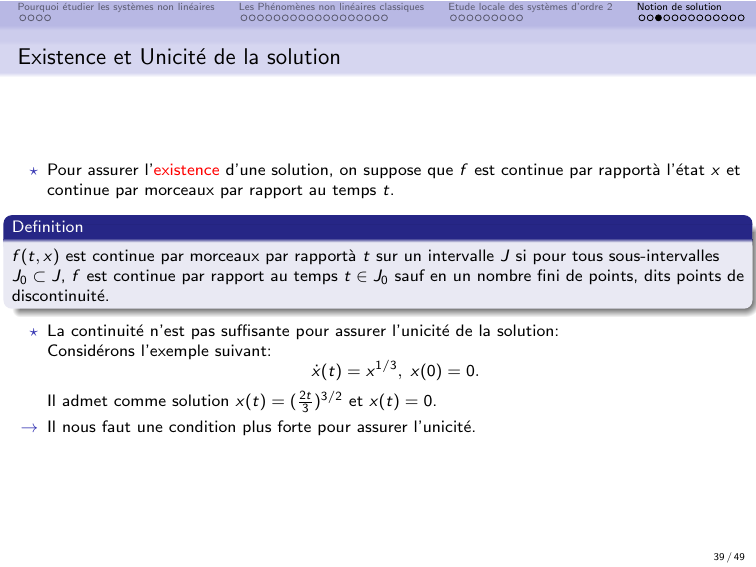 Pourquoi étudier les systèmes non linéaires Les Phénomènes non linéaires classiques Etude locale des systèmes d'ordre 2 Notion de solution
Existence et Unicité de la solution
⋆ Pour assurer l'existence d'une solution, on suppose que f est continue par rapportà l'état x et
continue par morceaux par rapport au temps t.
Definition
f(t, x) est continue par morceaux par rapportà t sur un intervalle J si pour tous sous-intervalles
J₀ ⊂ J, f est continue par rapport au temps t ∈ J₀ sauf en un nombre fini de points, dits points de
discontinuité.
⋆ La continuité n'est pas suffisante pour assurer l'unicité de la solution:
Considérons l'exemple suivant:
ẋ(t) = x^{1/3}, x(0) = 0.
Il admet comme solution x(t) = (\frac{2t}{3})^{3/2} et x(t) = 0.
→ Il nous faut une condition plus forte pour assurer l'unicité.
39 / 49